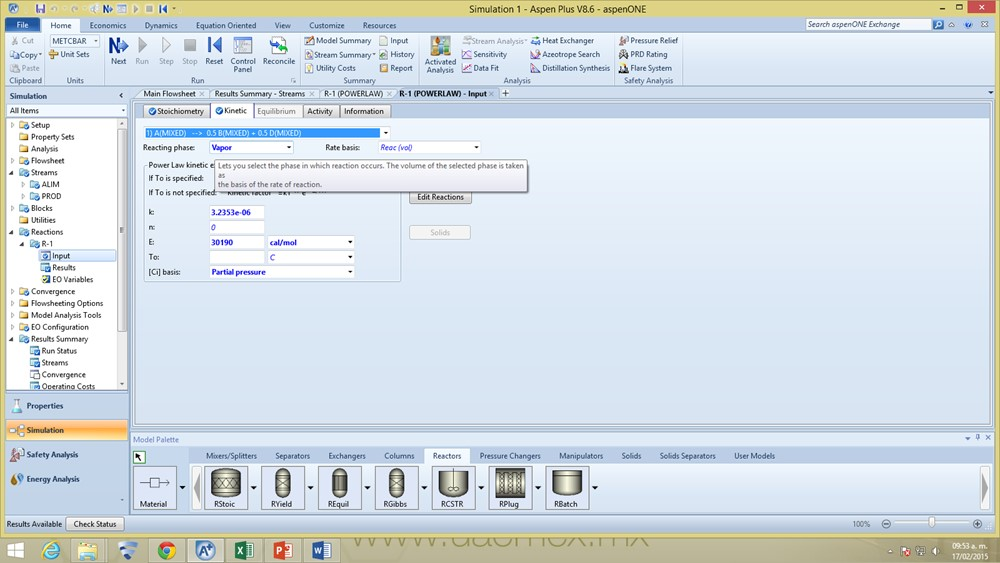 Simulation 1 - Aspen Plus V8.6 - aspenONE
File Home Economics Dynamics Equation Oriented View Customize Resources Search aspenONE Exchange
Cut METCBAR Model Summary Input Stream Analysis Heat Exchanger Pressure Relief
Copy Unit Sets Stream Summary History Sensitivity Azeotrope Search PRD Rating
Paste Next Run Step Stop Reset Control Panel Reconcile Utility Costs Report Activated Analysis Data Fit Distillation Synthesis Flare System
Clipboard Units Run Summary Analysis Safety Analysis
Simulation Main Flowsheet Results Summary - Streams R-1 (POWERLAW) R-1 (POWERLAW) - Input
All Items Stoichiometry Kinetic Equilibrium Activity Information
Setup
Property Sets
Analysis
Flowsheet
Streams
ALIM
PROD
Blocks
Utilities
Reactions
R-1
Input
Results
EO Variables
Convergence
Flowsheeting Options
Model Analysis Tools
EO Configuration
Results Summary
Run Status
Streams
Convergence
Operating Costs
Properties
Simulation
Safety Analysis
Energy Analysis
1) A(MIXED) --> 0.5 B(MIXED) + 0.5 D(MIXED)
Reacting phase: Vapor Rate basis: Reac (vol)
Power Law kinetic e
Lets you select the phase in which reaction occurs. The volume of the selected phase is taken
as
the basis of the rate of reaction.
If To is specified:
If To is not specified:
Edit Reactions
k: 3.2353e-06
n: 0
Solids
E: 30190 cal/mol
To: C
[Ci] basis: Partial pressure
Model Palette
Mixers/Splitters Separators Exchangers Columns Reactors Pressure Changers Manipulators Solids Solids Separators User Models
Material RStoic RYield REquil RGibbs RCSTR RPlug RBatch
Results Available Check Status 100%
09:53 a. m.
17/02/2015